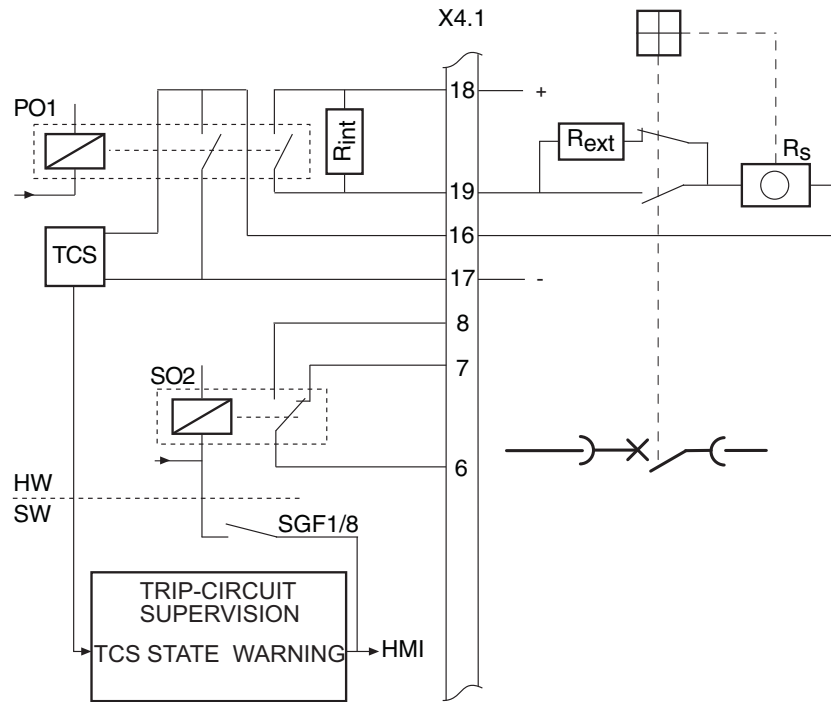 X4.1
18
+
PO1
Rint
Rext
Rs
19
16
TCS
17
-
8
7
SO2
6
HW
SW
SGF1/8
TRIP-CIRCUIT
SUPERVISION
TCS STATE WARNING
HMI